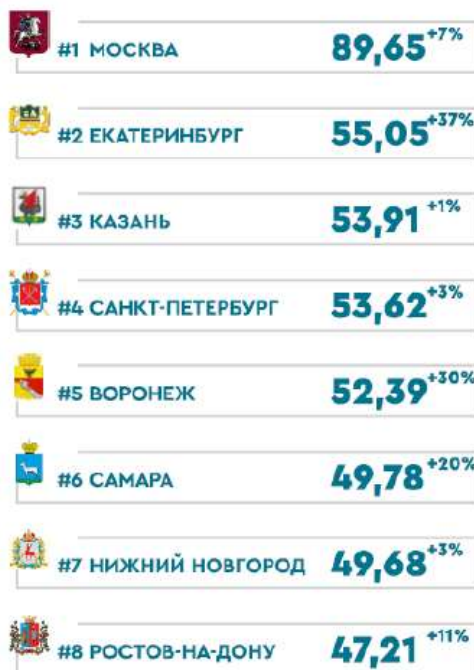 #1 МОСКВА 89,65 +7%
#2 ЕКАТЕРИНБУРГ 55,05 +37%
#3 КАЗАНЬ 53,91 +1%
#4 САНКТ-ПЕТЕРБУРГ 53,62 +3%
#5 ВОРОНЕЖ 52,39 +30%
#6 САМАРА 49,78 +20%
#7 НИЖНИЙ НОВГОРОД 49,68 +3%
#8 РОСТОВ-НА-ДОНУ 47,21 +11%